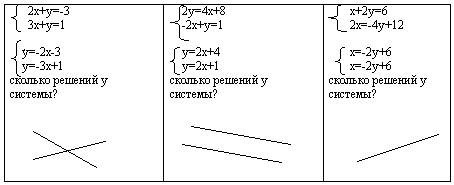 2x+y=-3
3x+y=1
y=-2x-3
y=-3x+1
сколько решений у
системы?
2y=4x+8
-2x+y=1
y=2x+4
y=2x+1
сколько решений у
системы?
x+2y=6
2x=-4y+12
x=-2y+6
x=-2y+6
сколько решений у
системы?